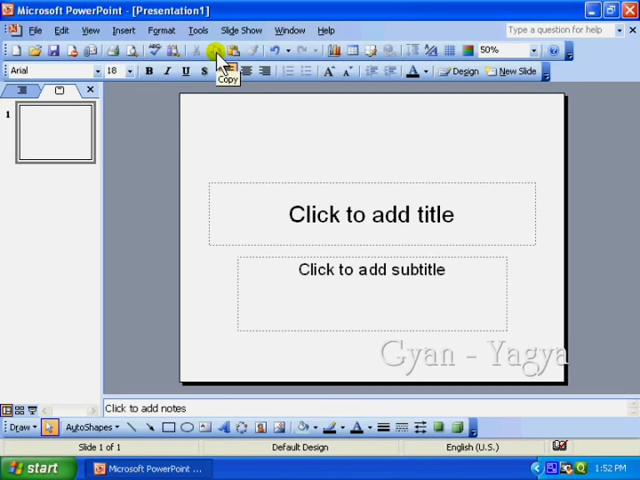 Microsoft PowerPoint - [Presentation1]
File Edit View Insert Format Tools Slide Show Window Help Type a question for help
50%
Arial 18 B I U S A A A Design New Slide
Copy
1
Click to add title
Click to add subtitle
Gyan - Yagya
Click to add notes
Draw AutoShapes A A
Slide 1 of 1 Default Design English (U.S.)
start Microsoft PowerPoint ... 1:52 PM